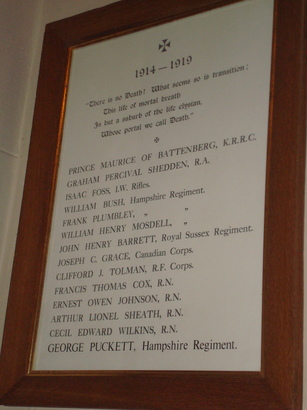 1914—1919
"There is no Death! What seems so is transition;
This life of mortal breath
Is but a suburb of the life elysian.
Whose portal we call Death."
PRINCE MAURICE OF BATTENBERG, K.R.R.C.
GRAHAM PERCIVAL SHEDDEN, R.A.
ISAAC FOSS, I.W. Rifles.
WILLIAM BUSH, Hampshire Regiment.
FRANK PLUMBLEY, „ „
WILLIAM HENRY MOSDELL, „
JOHN HENRY BARRETT, Royal Sussex Regiment.
JOSEPH C. GRACE, Canadian Corps.
CLIFFORD J. TOLMAN, R.F. Corps.
FRANCIS THOMAS COX, R.N.
ERNEST OWEN JOHNSON, R.N.
ARTHUR LIONEL SHEATH, R.N.
CECIL EDWARD WILKINS, R.N.
GEORGE PUCKETT, Hampshire Regiment.